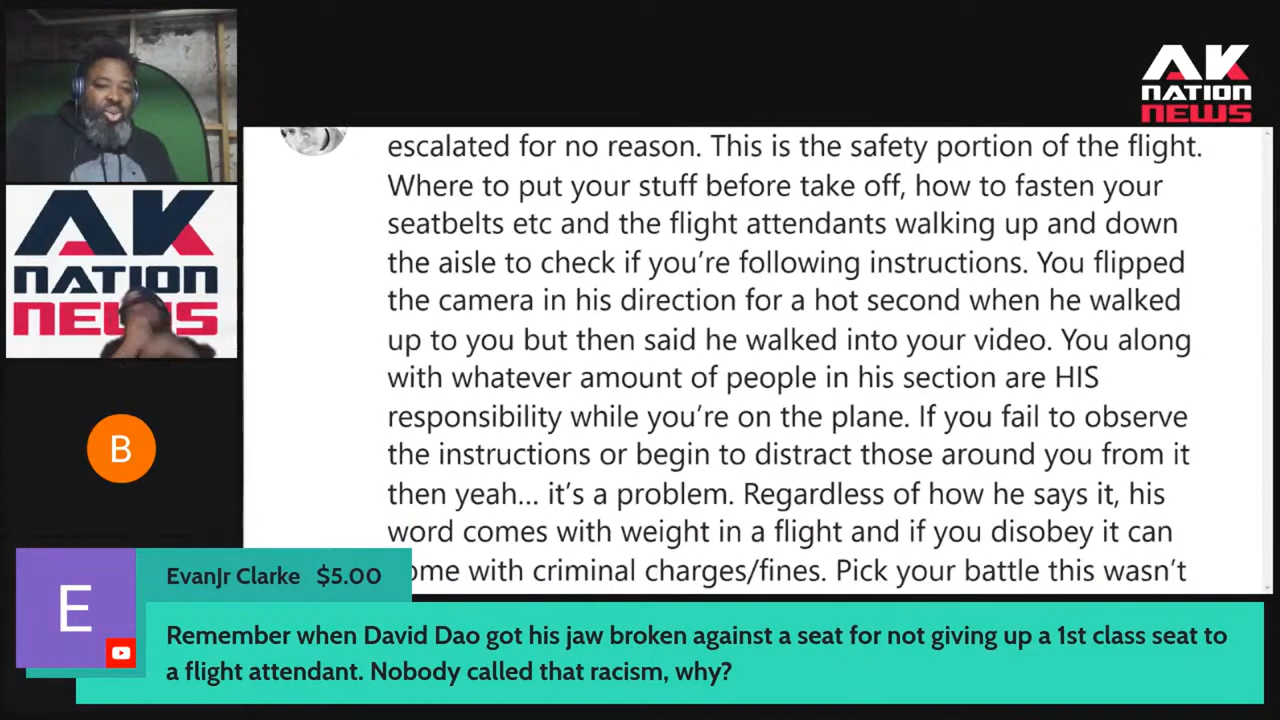 AK
NATION
NEWS
escalated for no reason. This is the safety portion of the flight.
Where to put your stuff before take off, how to fasten your
seatbelts etc and the flight attendants walking up and down
the aisle to check if you're following instructions. You flipped
the camera in his direction for a hot second when he walked
up to you but then said he walked into your video. You along
with whatever amount of people in his section are HIS
responsibility while you're on the plane. If you fail to observe
the instructions or begin to distract those around you from it
then yeah... it's a problem. Regardless of how he says it, his
word comes with weight in a flight and if you disobey it can
ome with criminal charges/fines. Pick your battle this wasn't
AK
NATION
NEWS
B
E
EvanJr Clarke $5.00
Remember when David Dao got his jaw broken against a seat for not giving up a 1st class seat to
a flight attendant. Nobody called that racism, why?